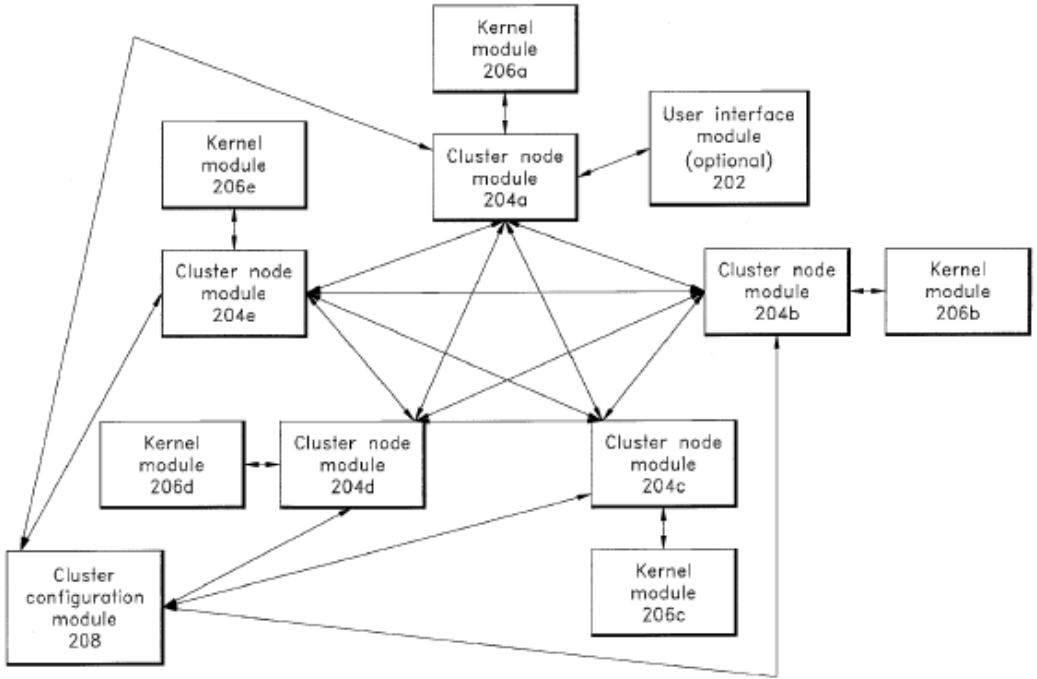 Kernel
module
206a
User interface
module
(optional)
202
Kernel
module
206e
Cluster node
module
204a
Cluster node
module
204e
Cluster node
module
204b
Kernel
module
206b
Kernel
module
206d
Cluster node
module
204d
Cluster node
module
204c
Cluster
configuration
module
208
Kernel
module
206c